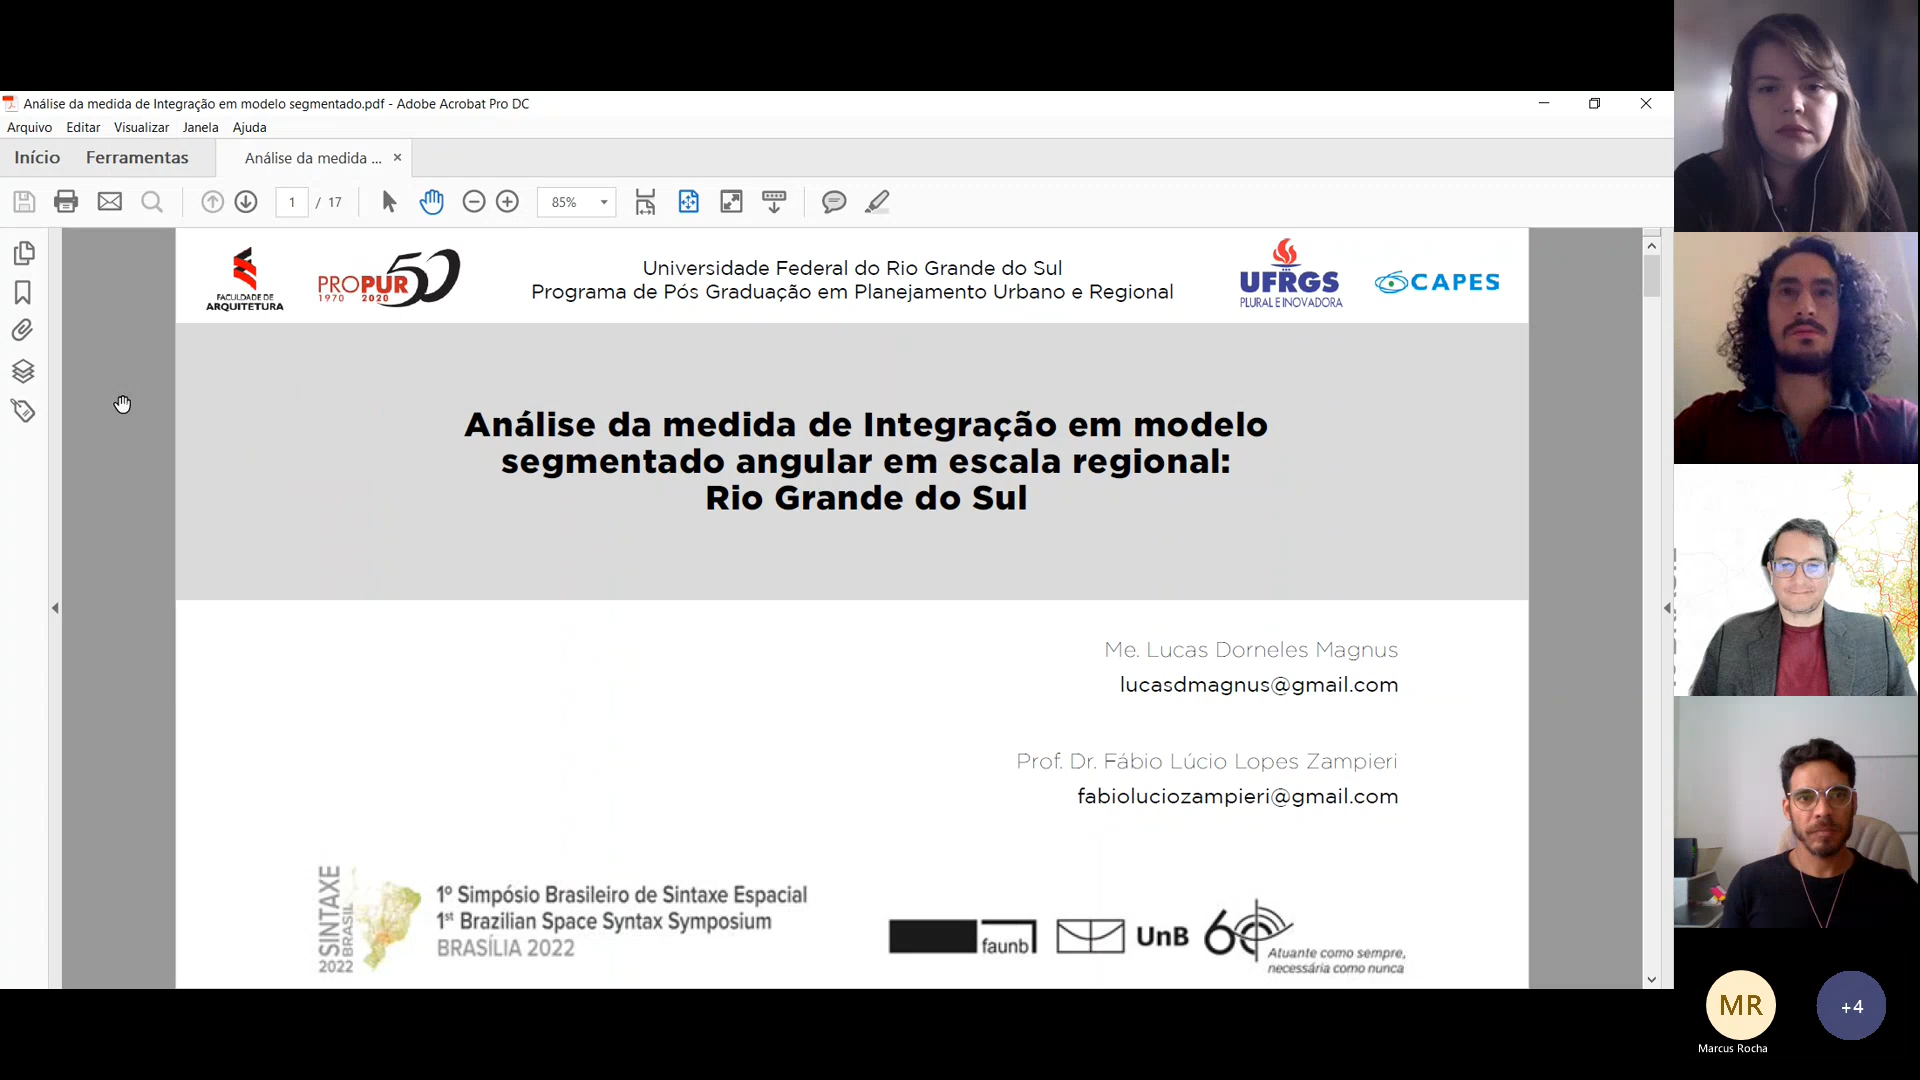 Análise da medida de Integração em modelo segmentado.pdf - Adobe Acrobat Pro DC
Arquivo Editar Visualizar Janela Ajuda
Início Ferramentas Análise da medida ... ×
1 / 17 85%
FACULDADE DE
ARQUITETURA
PROPUR 50
1970 2020
Universidade Federal do Rio Grande do Sul
Programa de Pós Graduação em Planejamento Urbano e Regional
UFRGS
PLURAL E INOVADORA
CAPES
Análise da medida de Integração em modelo
segmentado angular em escala regional:
Rio Grande do Sul
Me. Lucas Dorneles Magnus
lucasdmagnus@gmail.com
Prof. Dr. Fábio Lúcio Lopes Zampieri
fabioluciozampieri@gmail.com
SINTAXE
BRASIL
2022
1º Simpósio Brasileiro de Sintaxe Espacial
1st Brazilian Space Syntax Symposium
BRASÍLIA 2022
faunb
UnB
60
Atuante como sempre,
necessária como nunca
MR
Marcus Rocha
+4